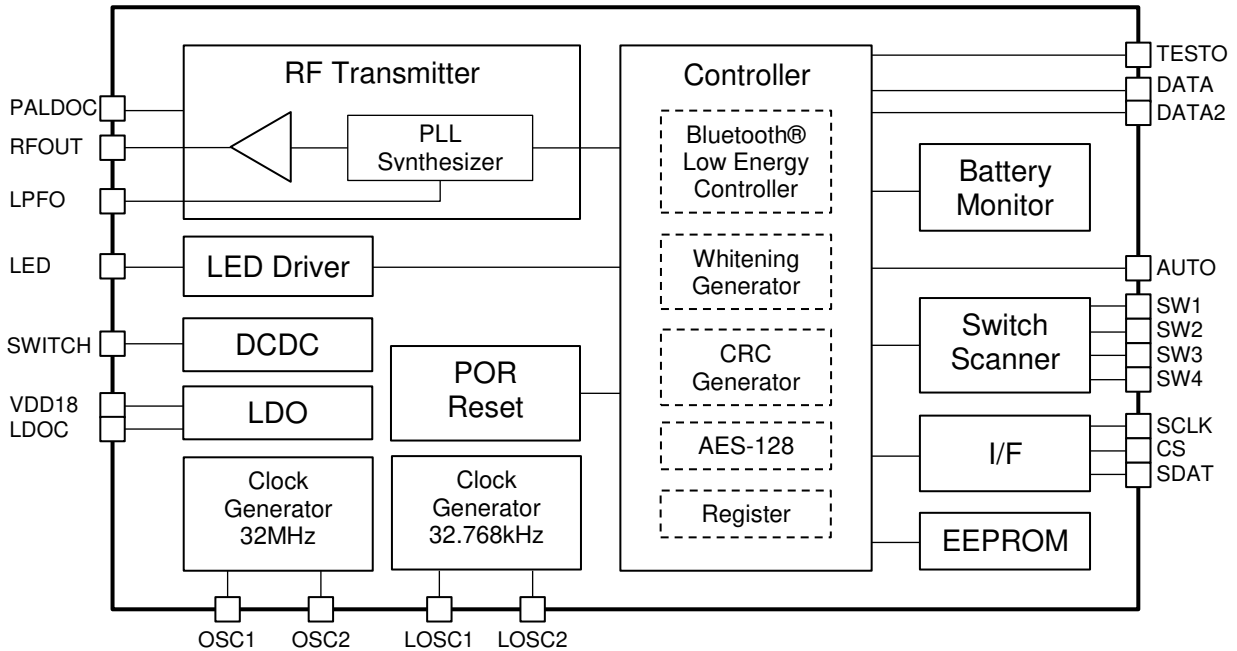 RF Transmitter
Controller
PALDOC
RFOUT
LPFO
PLL
Synthesizer
Bluetooth®
Low Energy
Controller
TESTO
DATA
DATA2
Battery
Monitor
LED
LED Driver
Whitening
Generator
AUTO
SWITCH
DCDC
POR
Reset
CRC
Generator
Switch
Scanner
SW1
SW2
SW3
SW4
VDD18
LDOC
LDO
AES-128
I/F
SCLK
CS
SDAT
Clock
Generator
32MHz
Clock
Generator
32.768kHz
Register
EEPROM
OSC1
OSC2
LOSC1
LOSC2